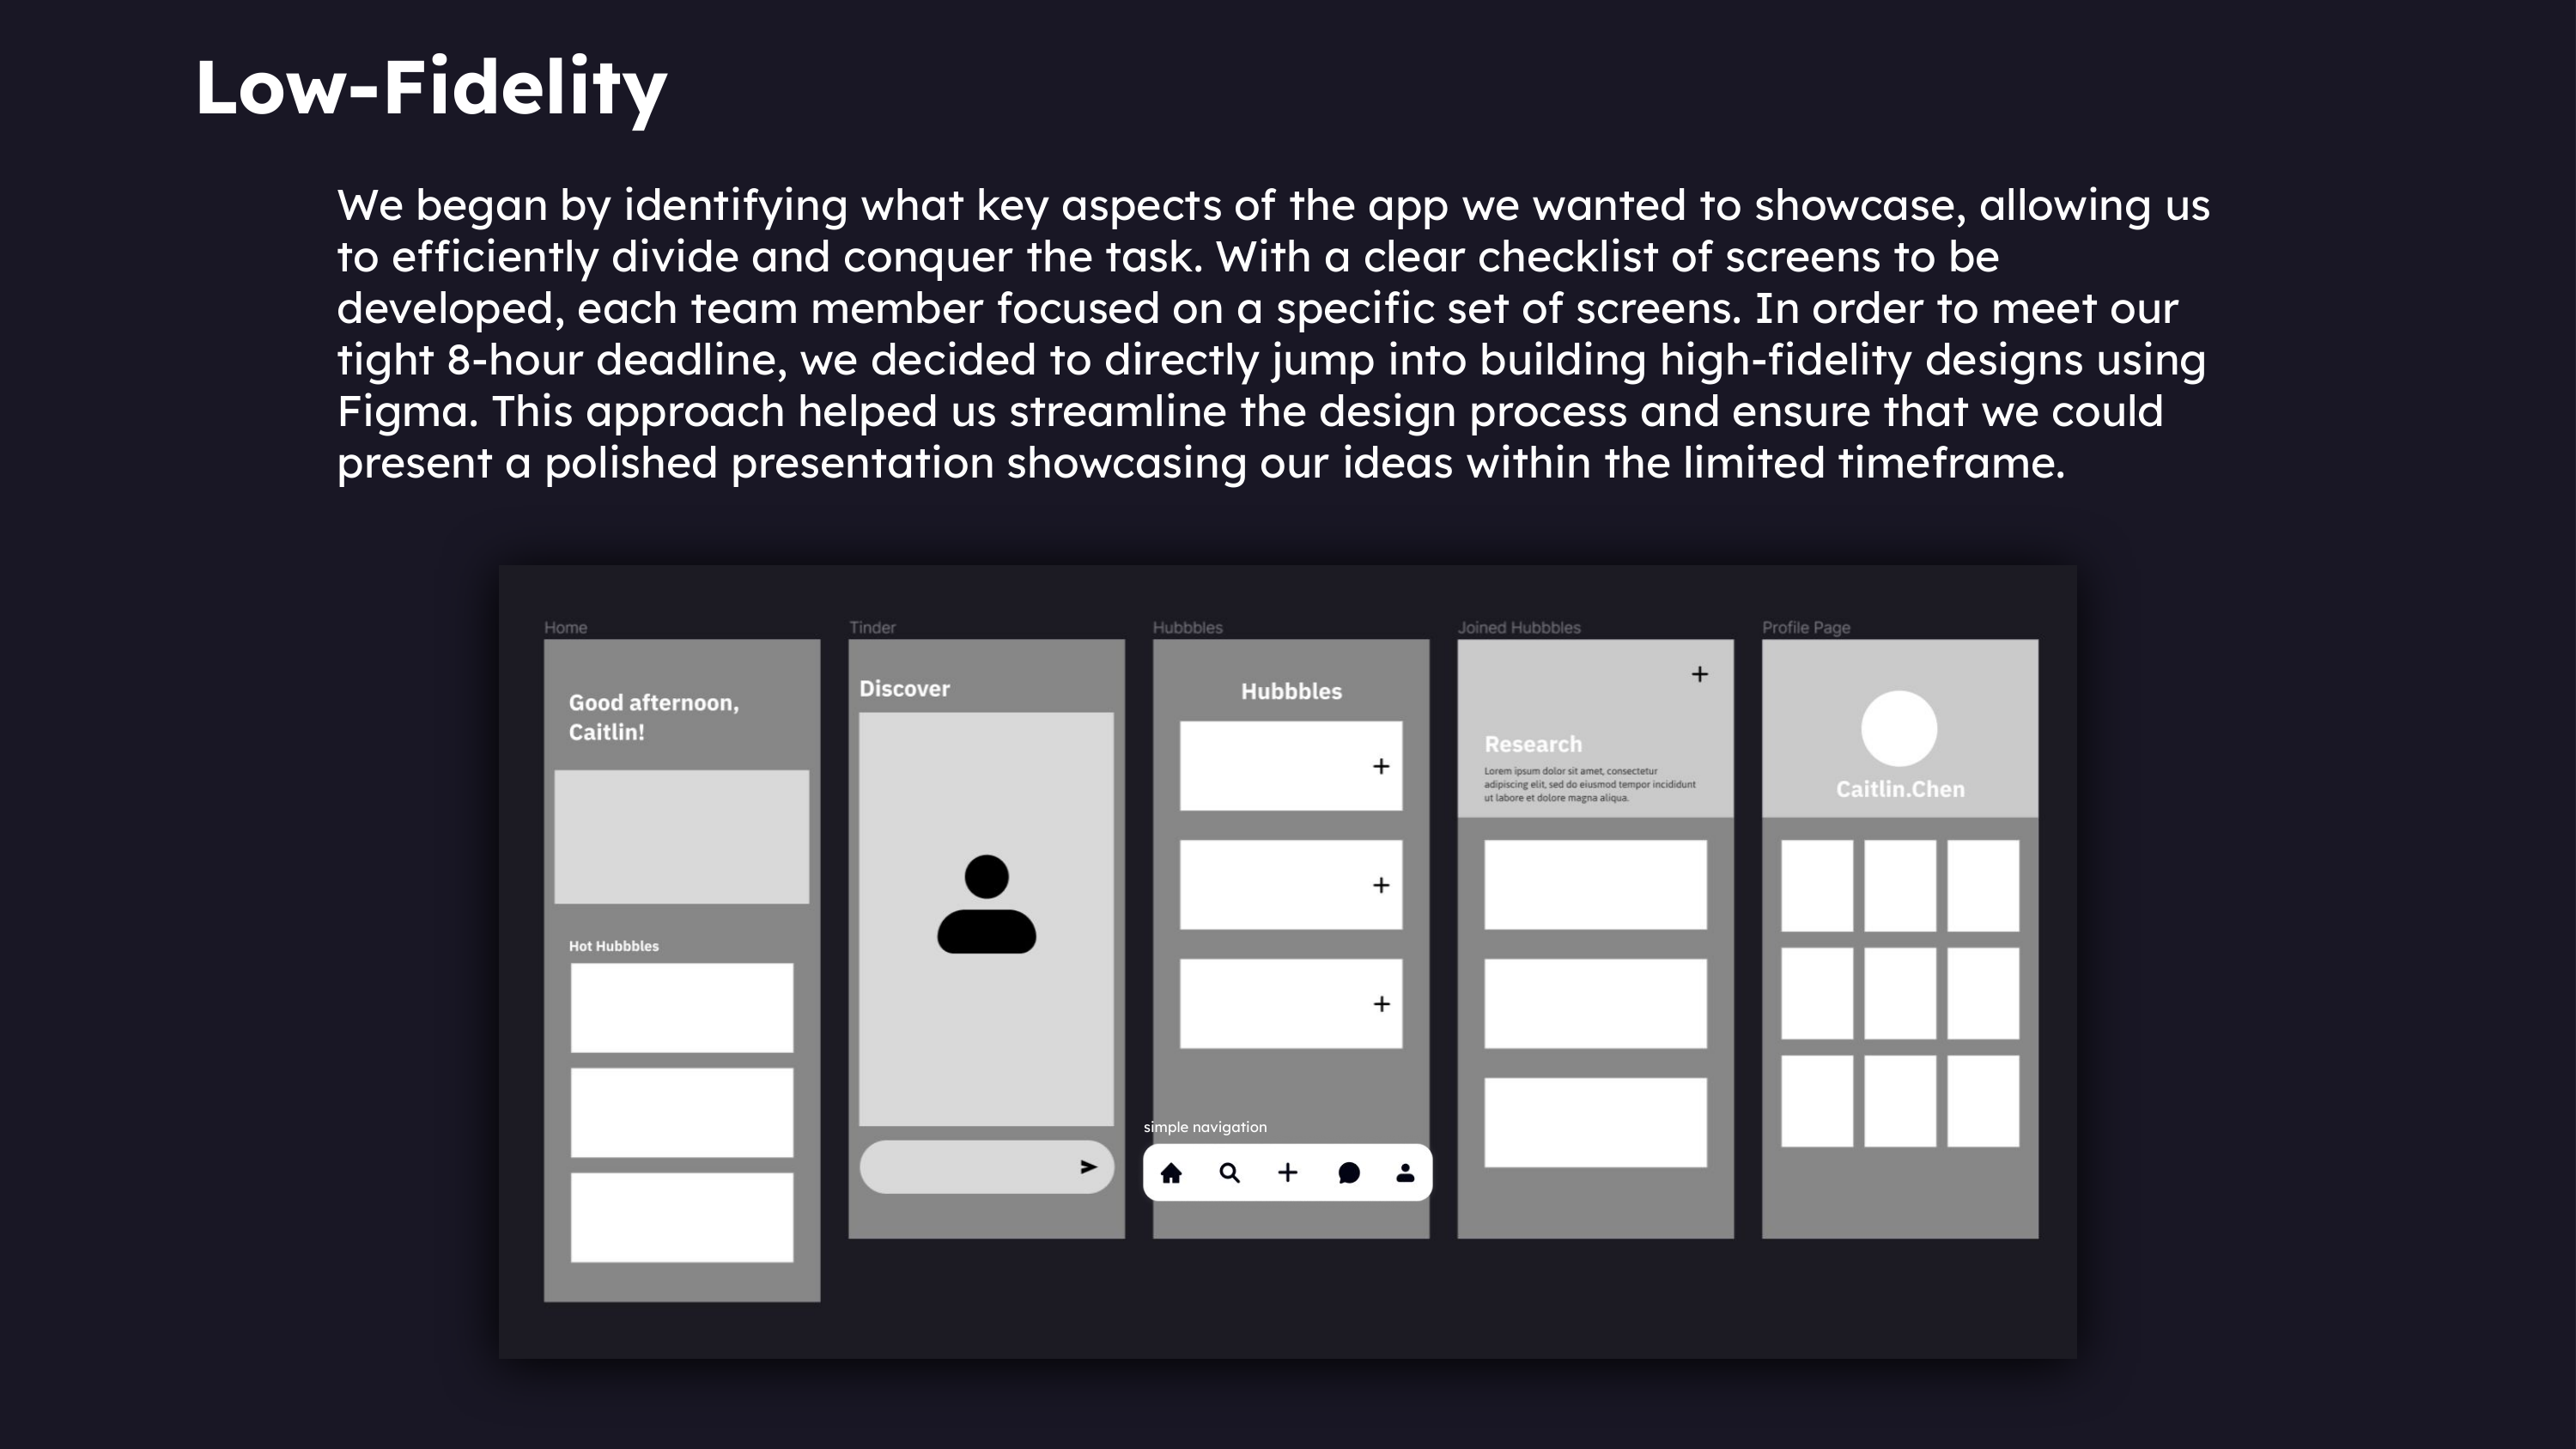 Low-Fidelity
We began by identifying what key aspects of the app we wanted to showcase, allowing us
to efficiently divide and conquer the task. With a clear checklist of screens to be
developed, each team member focused on a specific set of screens. In order to meet our
tight 8-hour deadline, we decided to directly jump into building high-fidelity designs using
Figma. This approach helped us streamline the design process and ensure that we could
present a polished presentation showcasing our ideas within the limited timeframe.
Home
Good afternoon,
Caitlin!
Hot Hubbbles
Tinder
Discover
Hubbbles
Hubbbles
simple navigation
Joined Hubbbles
Research
Lorem ipsum dolor sit amet, consectetur
adipiscing elit, sed do eiusmod tempor incididunt
ut labore et dolore magna aliqua.
Profile Page
Caitlin.Chen